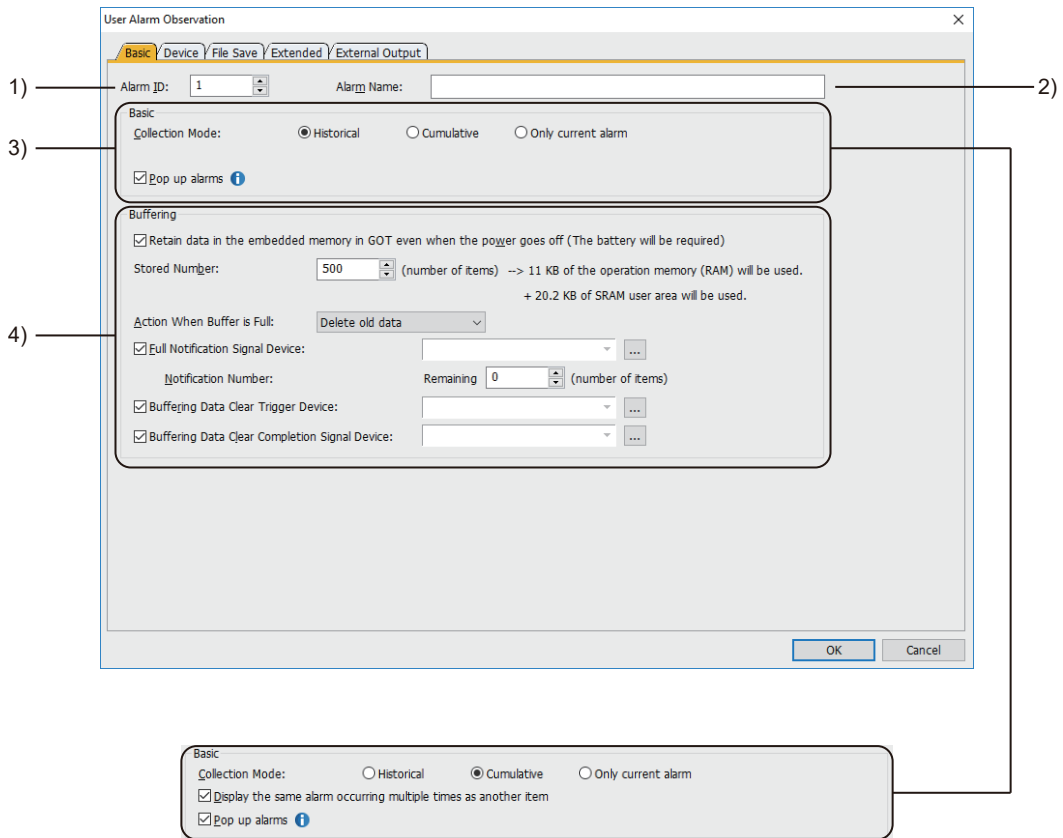 User Alarm Observation
Basic Device File Save Extended External Output
1) Alarm ID: 1 Alarm Name: 2)
Basic
3) Collection Mode: Historical Cumulative Only current alarm
Pop up alarms
Buffering
Retain data in the embedded memory in GOT even when the power goes off (The battery will be required)
Stored Number: 500 (number of items) --> 11 KB of the operation memory (RAM) will be used.
+ 20.2 KB of SRAM user area will be used.
4) Action When Buffer is Full: Delete old data
Full Notification Signal Device: ...
Notification Number: Remaining 0 (number of items)
Buffering Data Clear Trigger Device: ...
Buffering Data Clear Completion Signal Device: ...
OK Cancel
Basic
Collection Mode: Historical Cumulative Only current alarm
Display the same alarm occurring multiple times as another item
Pop up alarms